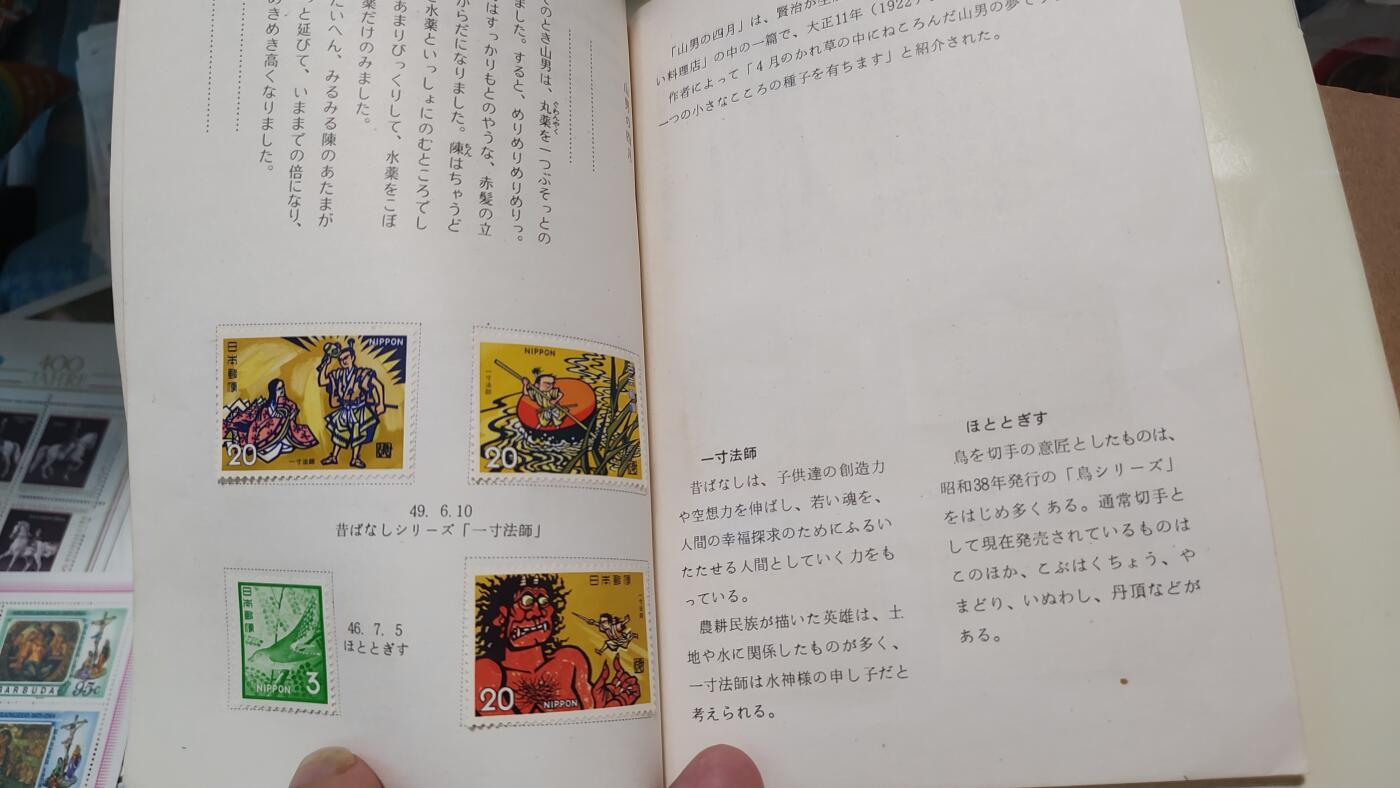 山男の四月
てのとき山男は、丸薬を一つぶそっとの
ました。すると、めりめりめりめりっ。
はすっかりもとのやうな、赤髪の立
からだになりました。陳はちゃうど
水薬といっしょにのむところでし
あまりびっくりして、水薬をこぼ
薬だけのみました。
たいへん、みるみる陳のあたまが
っと延びて、いままでの倍になり、
めきめき高くなりました。
日本郵便
NIPPON
20
一寸法師
NIPPON
一寸法師
20
49. 6.10
昔ばなしシリーズ「一寸法師」
日本郵便
NIPPON 3
46. 7. 5
ほととぎす
日本郵便
20
NIPPON
「山男の四月」は、賢治が生
い料理店」の中の一篇で、大正11年（1922）
作者によって「4月のかれ草の中にねころんだ山男の夢で
一つの小さなこころの種子を有ちます」と紹介された。
一寸法師
昔ばなしは、子供達の創造力
や空想力を伸ばし、若い魂を、
人間の幸福探求のためにふるい
たたせる人間としていく力をも
っている。
農耕民族が描いた英雄は、土
地や水に関係したものが多く、
一寸法師は水神様の申し子だと
考えられる。
ほととぎす
鳥を切手の意匠としたものは、
昭和38年発行の「鳥シリーズ」
をはじめ多くある。通常切手と
して現在発売されているものは
このほか、こぶはくちょう、や
まどり、いぬわし、丹頂などが
ある。
400
BARBUDA 95c